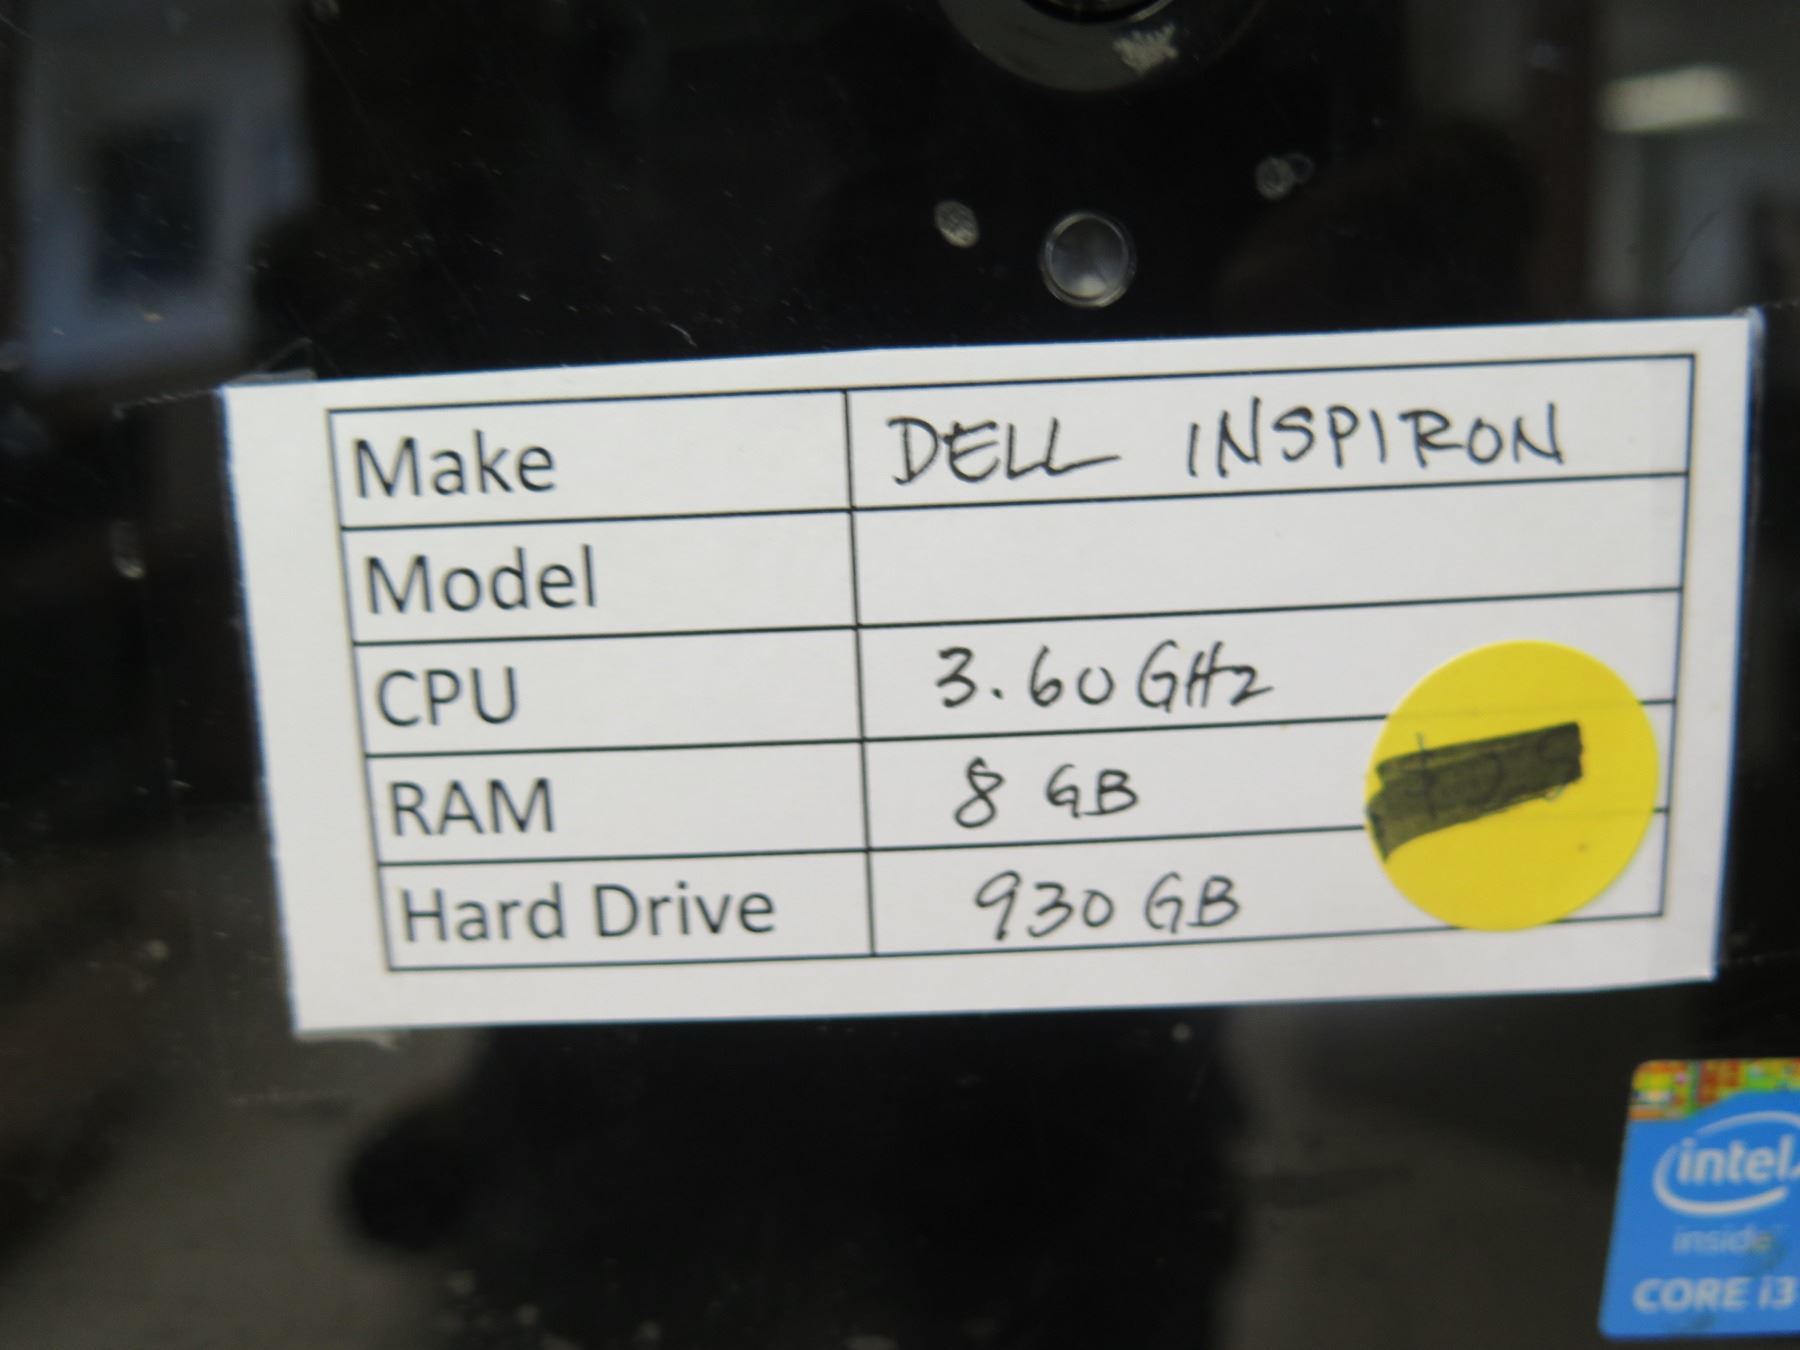 Make DELL INSPIRON
Model
CPU 3.60 GHz
RAM 8 GB
Hard Drive 930 GB
intel
inside
CORE i3